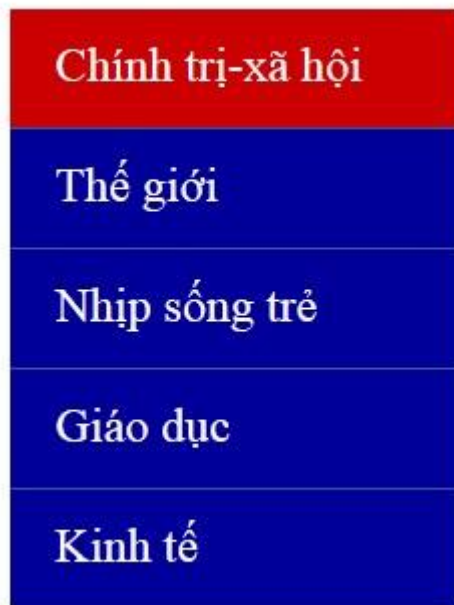 Chính trị-xã hội
Thế giới
Nhịp sống trẻ
Giáo dục
Kinh tế